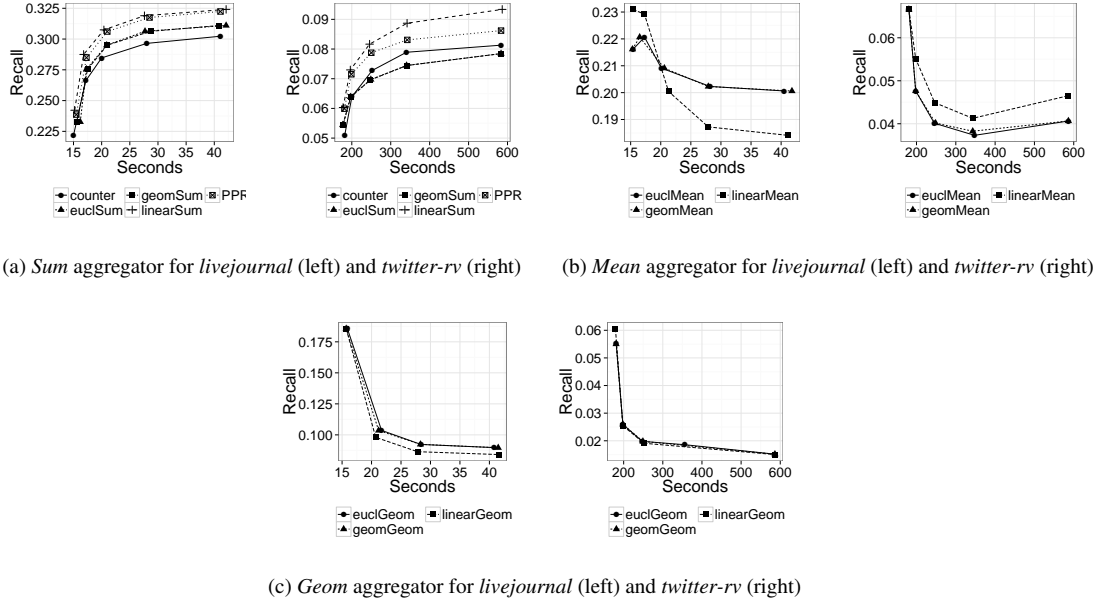 0.325
0.300
0.275
0.250
0.225
Recall
15 20 25 30 35 40
Seconds
counter geomSum PPR
euclSum linearSum
0.09
0.08
0.07
0.06
0.05
Recall
200 300 400 500 600
Seconds
counter geomSum PPR
euclSum linearSum
(a) Sum aggregator for livejournal (left) and twitter-rv (right)
0.23
0.22
0.21
0.20
0.19
Recall
15 20 25 30 35 40
Seconds
euclMean linearMean
geomMean
0.06
0.05
0.04
Recall
200 300 400 500 600
Seconds
euclMean linearMean
geomMean
(b) Mean aggregator for livejournal (left) and twitter-rv (right)
0.175
0.150
0.125
0.100
Recall
15 20 25 30 35 40
Seconds
euclGeom linearGeom
geomGeom
0.06
0.05
0.04
0.03
0.02
Recall
200 300 400 500 600
Seconds
euclGeom linearGeom
geomGeom
(c) Geom aggregator for livejournal (left) and twitter-rv (right)